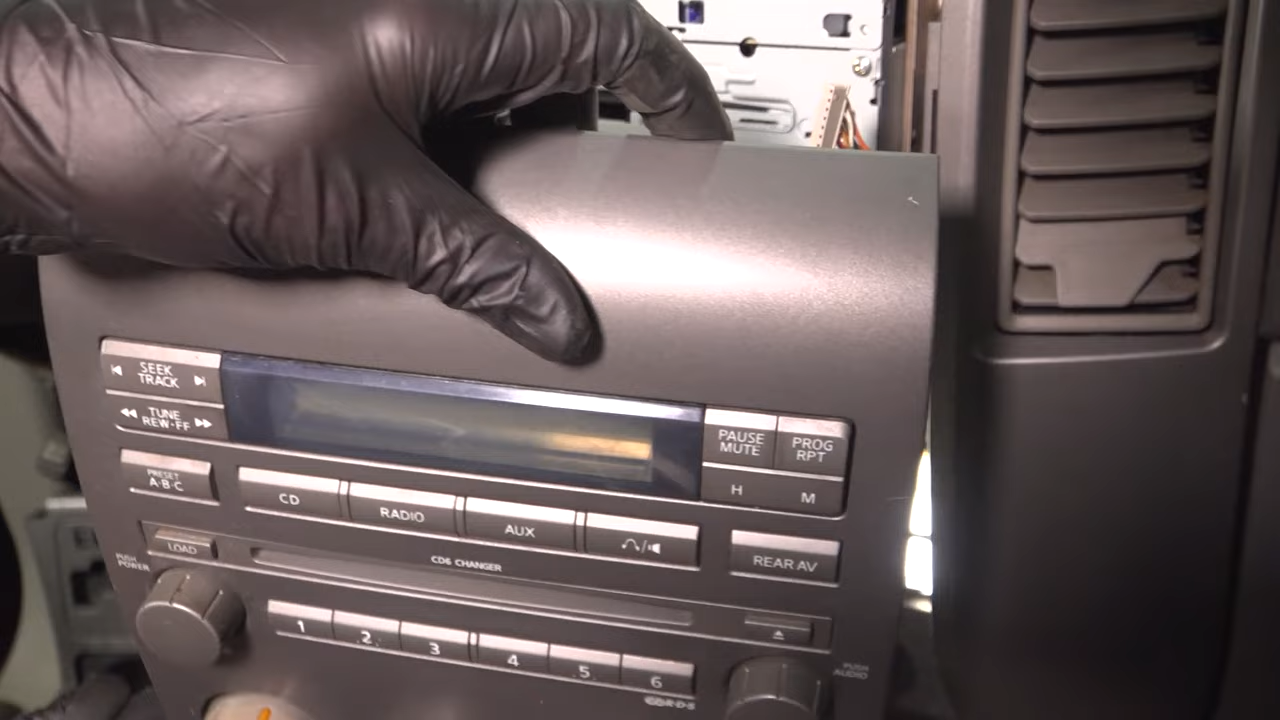 SEEK
TRACK
TUNE
REW-FF
PAUSE
MUTE
PROG
RPT
PRESET
A·B·C
H
M
CD
RADIO
AUX
REAR AV
LOAD
CD6 CHANGER
PUSH
POWER
1
2
3
4
5
6
PUSH
AUDIO
R·D·S